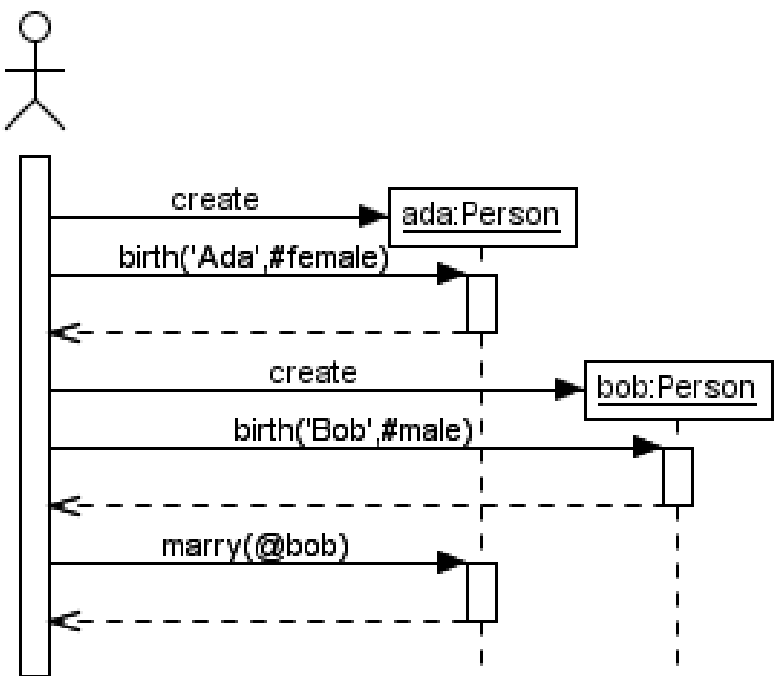 create
ada:Person
birth('Ada',#female)
create
bob:Person
birth('Bob',#male)
marry(@bob)